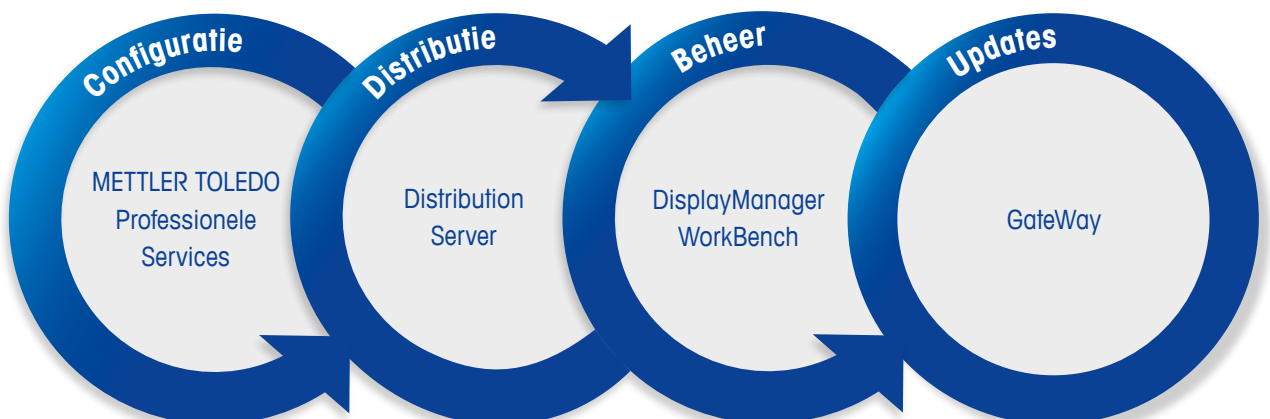 Configuratie
METTLER TOLEDO
Professionele
Services
Distributie
Distribution
Server
Beheer
DisplayManager
WorkBench
Updates
GateWay